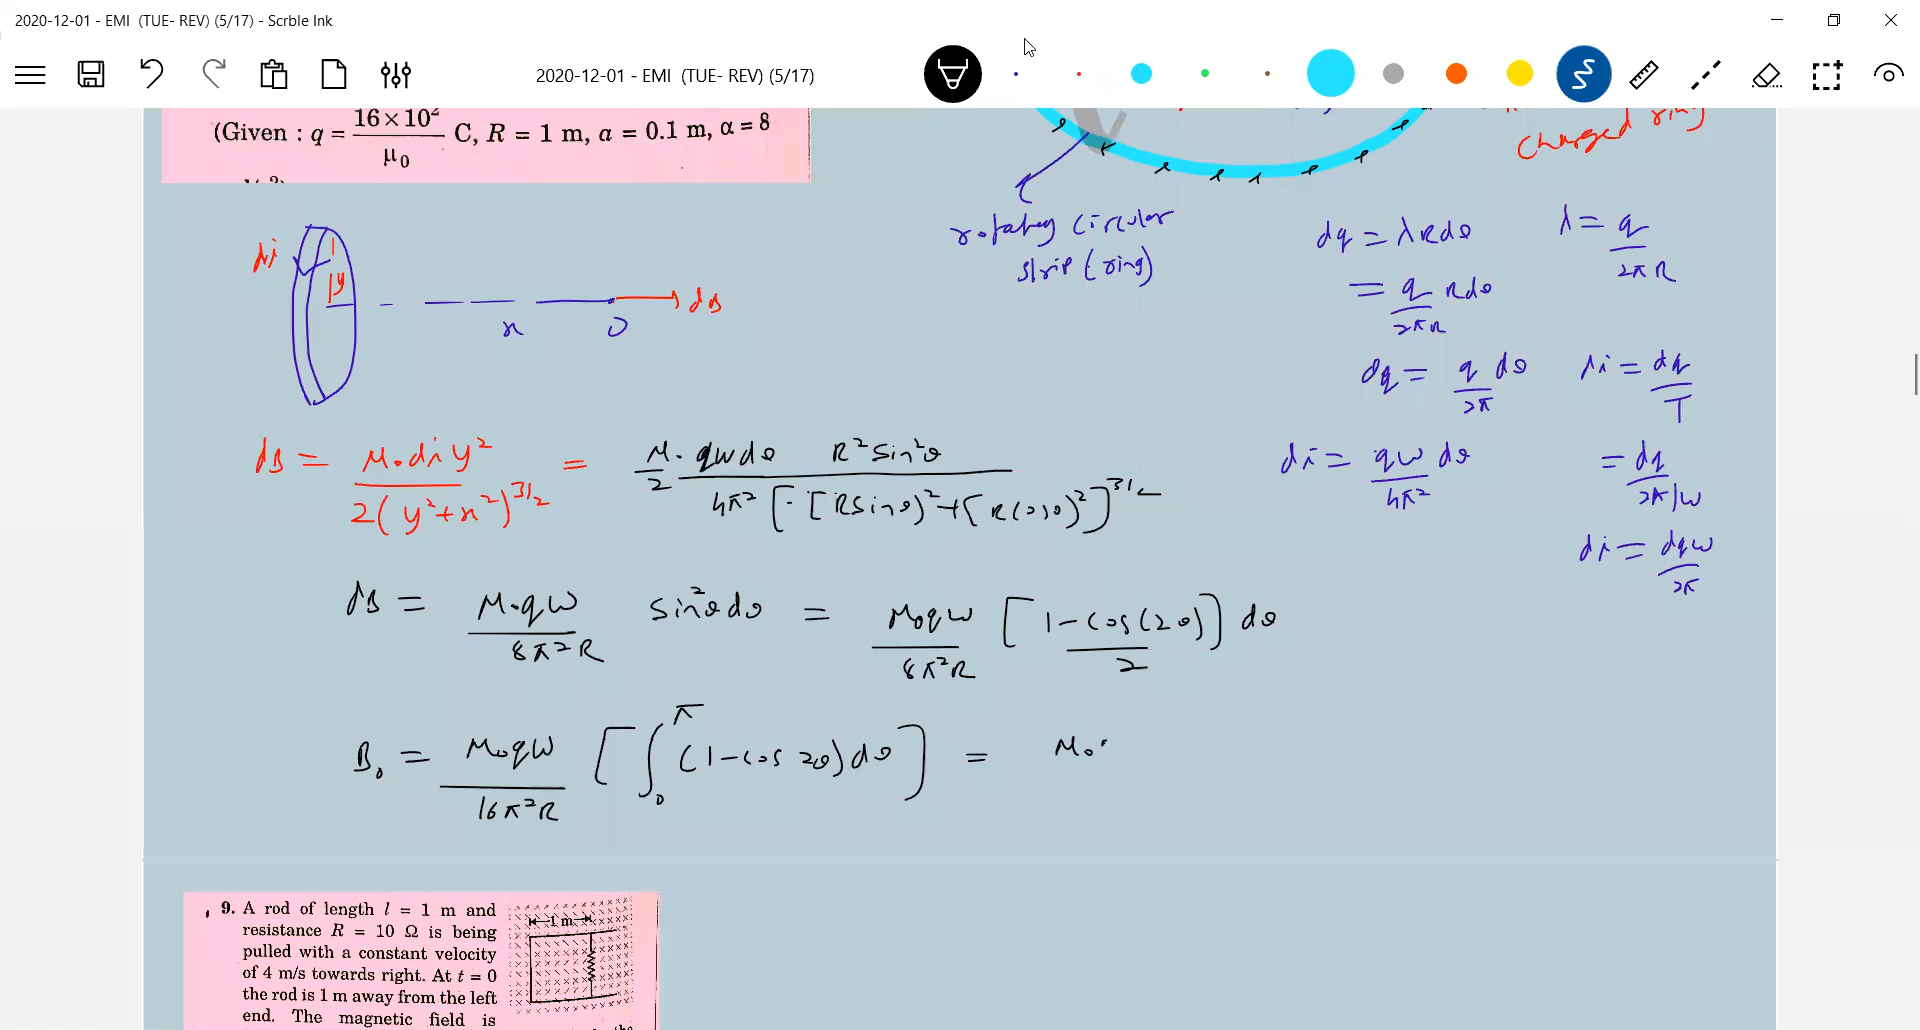 2020-12-01 - EMI (TUE- REV) (5/17) - Scrble Ink
2020-12-01 - EMI (TUE- REV) (5/17)
(Given : q = 16 × 10² / μ₀ C, R = 1 m, a = 0.1 m, α = 8
charged ring
rotating circular
strip (ring)
di
y
x
O
dB
dq = λRdθ
λ = q / 2πR
= q / 2πR Rdθ
dq = q / 2π dθ
di = dq / T
di = qω dθ / 4π²
= dq / 2π/ω
di = dqω / 2π
dB = μ₀ di y² / 2(y²+x²)^3/2 = μ₀ / 2 qωdθ R²sin²θ / 4π² [[Rsinθ)²+[Rcosθ)²]^3/2
dB = μ₀qω / 8π²R sin²θdθ = μ₀qω / 8π²R [1-cos(2θ) / 2] dθ
B₀ = μ₀qω / 16π²R [∫₀^π (1-cos 2θ)dθ] = μ₀
9. A rod of length l = 1 m and
resistance R = 10 Ω is being
pulled with a constant velocity
of 4 m/s towards right. At t = 0
the rod is 1 m away from the left
end. The magnetic field is
1 m